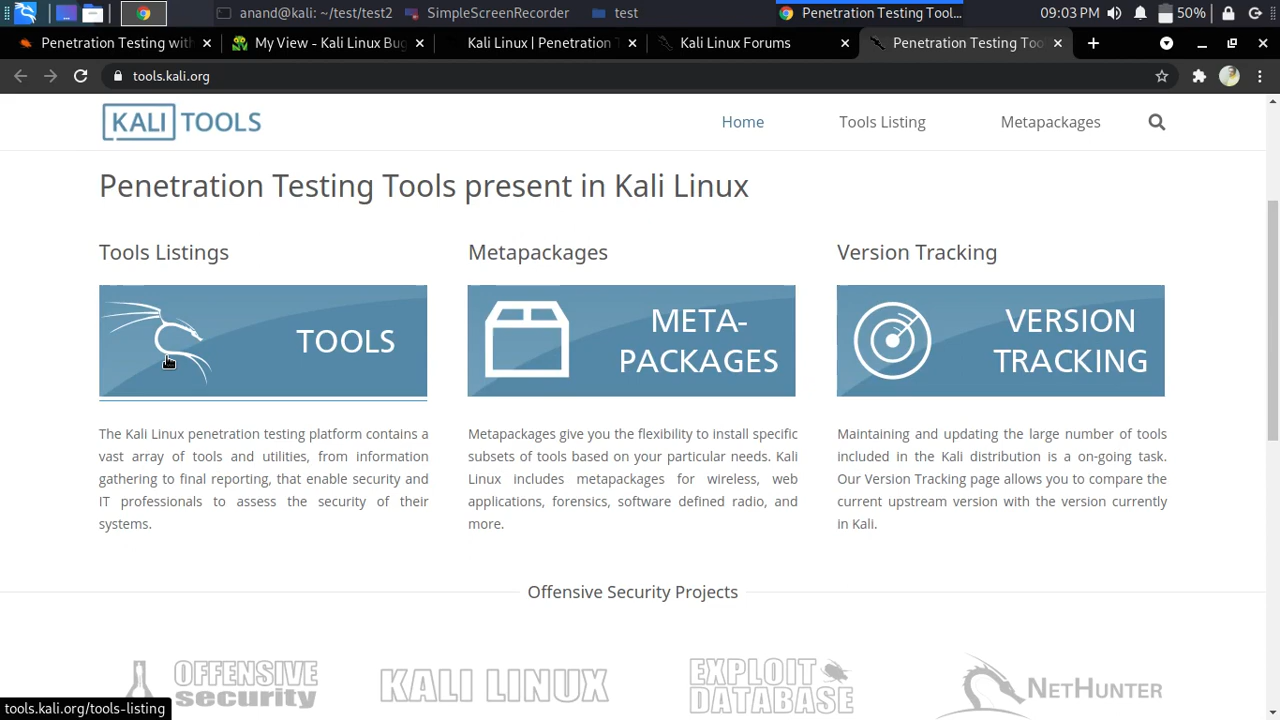 anand@kali: ~/test/test2
SimpleScreenRecorder
test
Penetration Testing Tool...
09:03 PM
50%
Penetration Testing with
My View - Kali Linux Bug
Kali Linux | Penetration T
Kali Linux Forums
Penetration Testing Too
tools.kali.org
KALI TOOLS
Home
Tools Listing
Metapackages
Penetration Testing Tools present in Kali Linux
Tools Listings
TOOLS
The Kali Linux penetration testing platform contains a
vast array of tools and utilities, from information
gathering to final reporting, that enable security and
IT professionals to assess the security of their
systems.
Metapackages
META-
PACKAGES
Metapackages give you the flexibility to install specific
subsets of tools based on your particular needs. Kali
Linux includes metapackages for wireless, web
applications, forensics, software defined radio, and
more.
Version Tracking
VERSION
TRACKING
Maintaining and updating the large number of tools
included in the Kali distribution is a on-going task.
Our Version Tracking page allows you to compare the
current upstream version with the version currently
in Kali.
Offensive Security Projects
OFFENSIVE
security
KALI LINUX
EXPLOIT
DATABASE
NETHUNTER
tools.kali.org/tools-listing